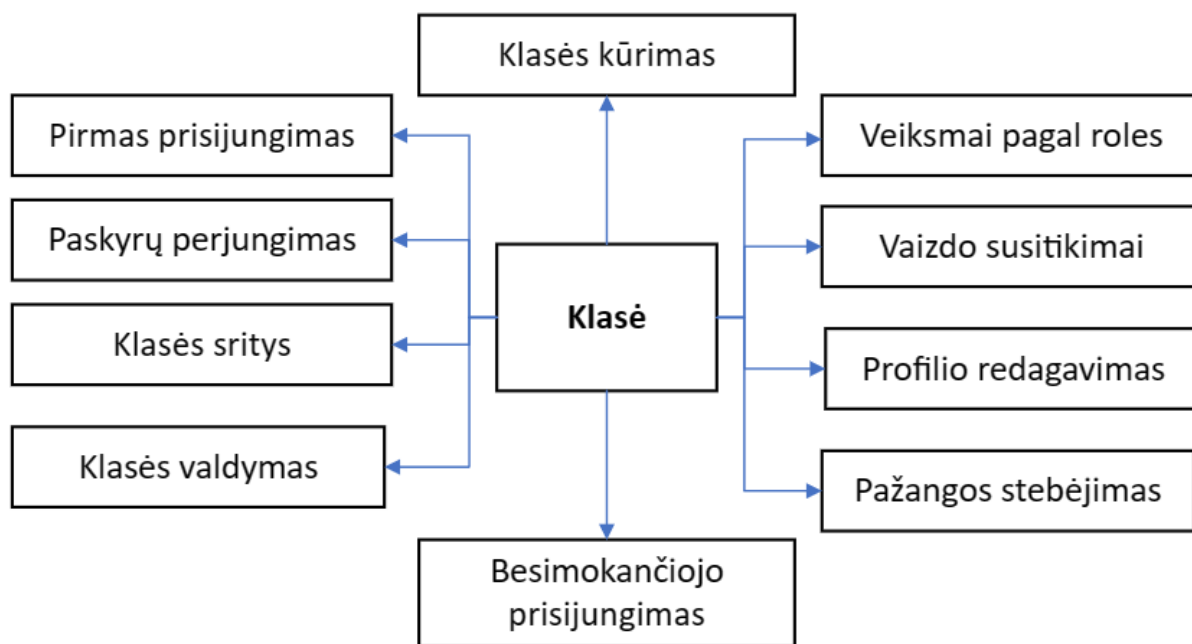 Klasės kūrimas
Pirmas prisijungimas
Paskyrų perjungimas
Klasės sritys
Klasės valdymas
Klasė
Veiksmai pagal roles
Vaizdo susitikimai
Profilio redagavimas
Pažangos stebėjimas
Besimokančiojo
prisijungimas